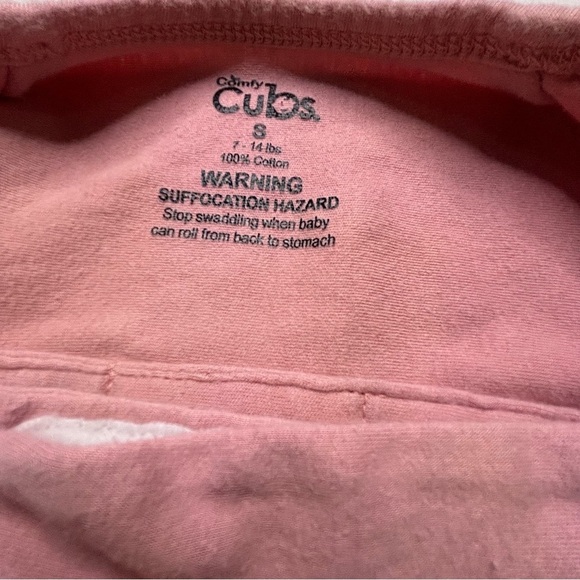 Comfy
Cubs.
S
7 - 14 lbs
100% Cotton
WARNING
SUFFOCATION HAZARD
Stop swaddling when baby
can roll from back to stomach